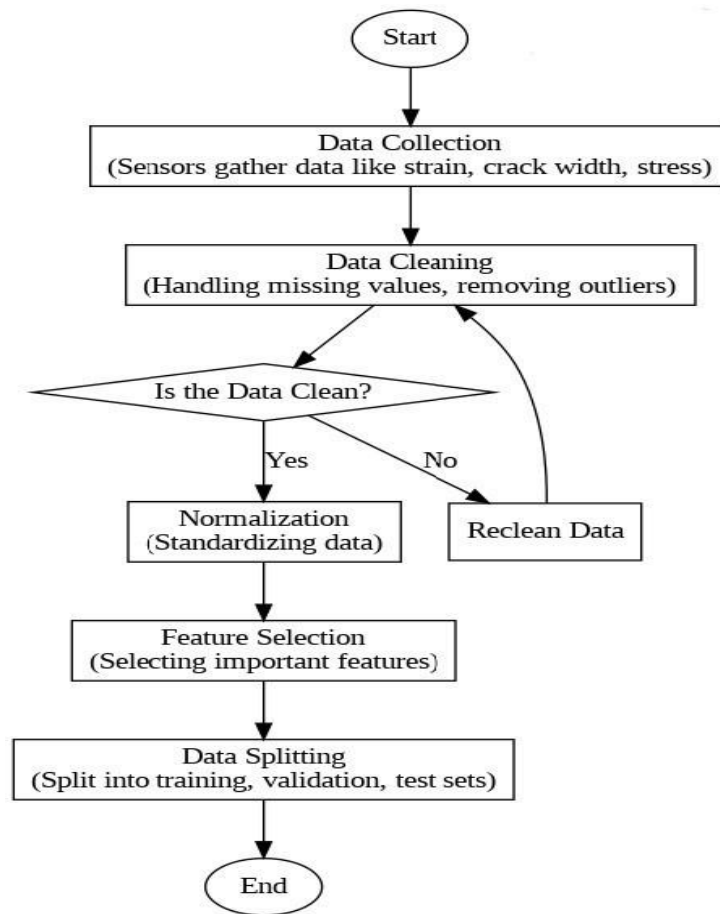 Start
Data Collection
(Sensors gather data like strain, crack width, stress)
Data Cleaning
(Handling missing values, removing outliers)
Is the Data Clean?
Yes
No
Normalization
(Standardizing data)
Reclean Data
Feature Selection
(Selecting important features)
Data Splitting
(Split into training, validation, test sets)
End